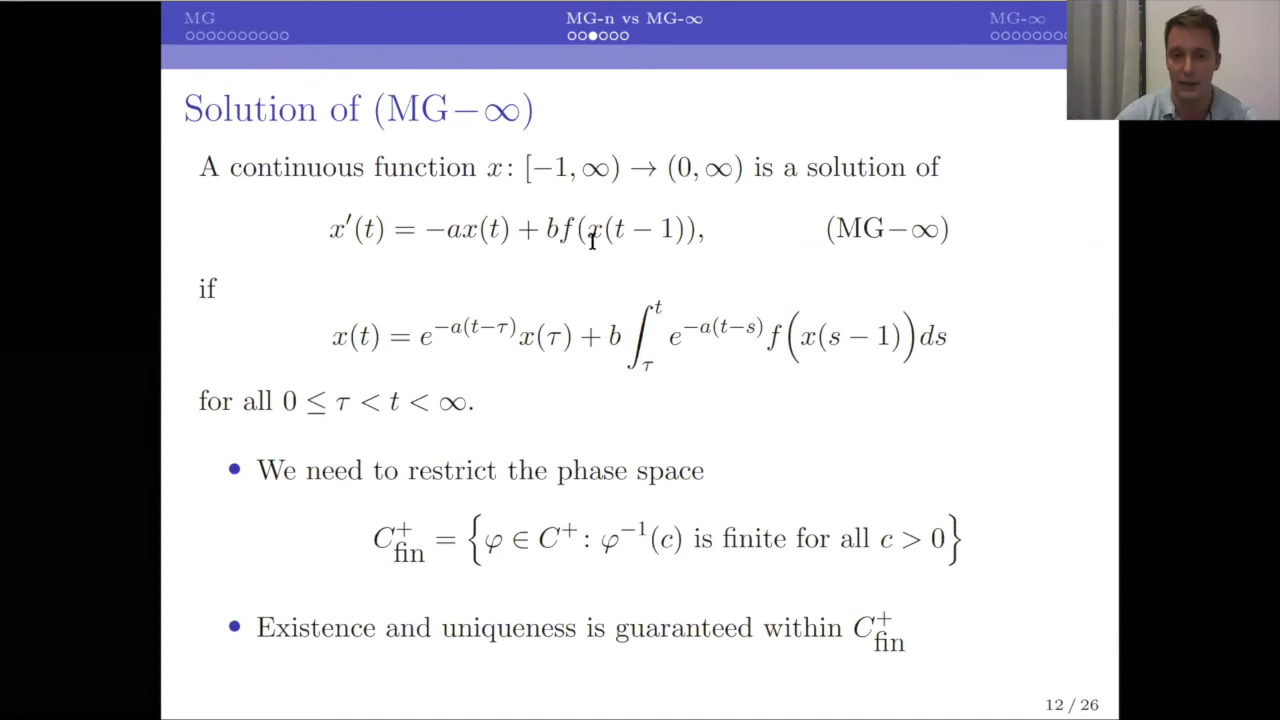 MG
MG-n vs MG-∞
MG-∞
Solution of (MG−∞)
A continuous function x: [−1, ∞) → (0, ∞) is a solution of
x′(t) = −ax(t) + bf(x(t − 1)), (MG−∞)
if
x(t) = e^{−a(t−τ)}x(τ) + b ∫_τ^t e^{−a(t−s)} f(x(s − 1))ds
for all 0 ≤ τ < t < ∞.
• We need to restrict the phase space
C^+_{fin} = {φ ∈ C^+ : φ^{−1}(c) is finite for all c > 0}
• Existence and uniqueness is guaranteed within C^+_{fin}
12 / 26